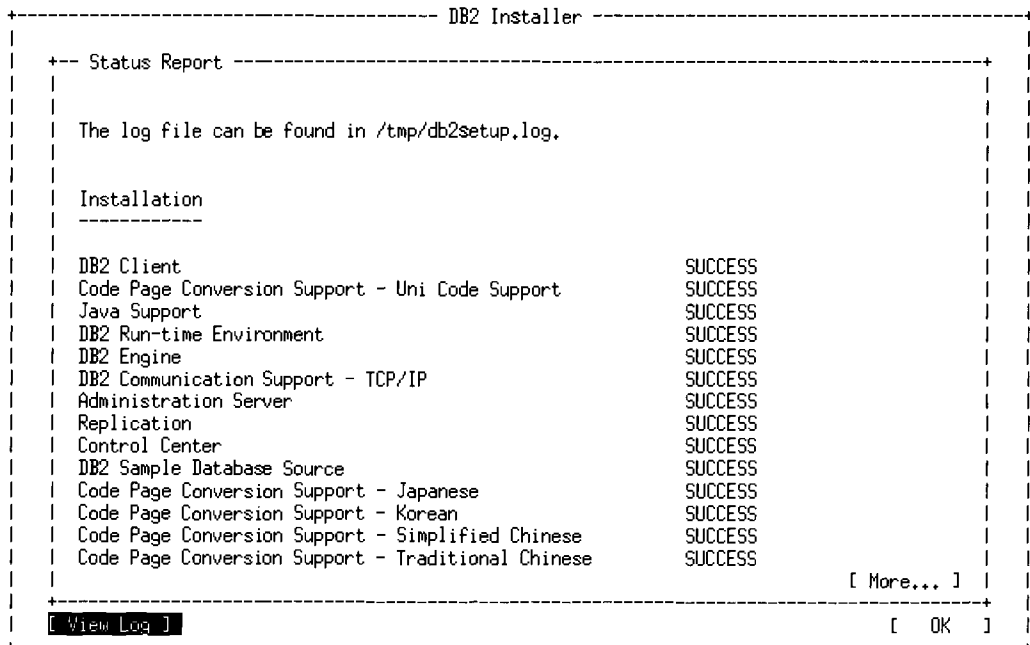 DB2 Installer
Status Report
The log file can be found in /tmp/db2setup.log.
Installation
------------
DB2 Client SUCCESS
Code Page Conversion Support - Uni Code Support SUCCESS
Java Support SUCCESS
DB2 Run-time Environment SUCCESS
DB2 Engine SUCCESS
DB2 Communication Support - TCP/IP SUCCESS
Administration Server SUCCESS
Replication SUCCESS
Control Center SUCCESS
DB2 Sample Database Source SUCCESS
Code Page Conversion Support - Japanese SUCCESS
Code Page Conversion Support - Korean SUCCESS
Code Page Conversion Support - Simplified Chinese SUCCESS
Code Page Conversion Support - Traditional Chinese SUCCESS
[ More... ]
[ View Log ] [ OK ]